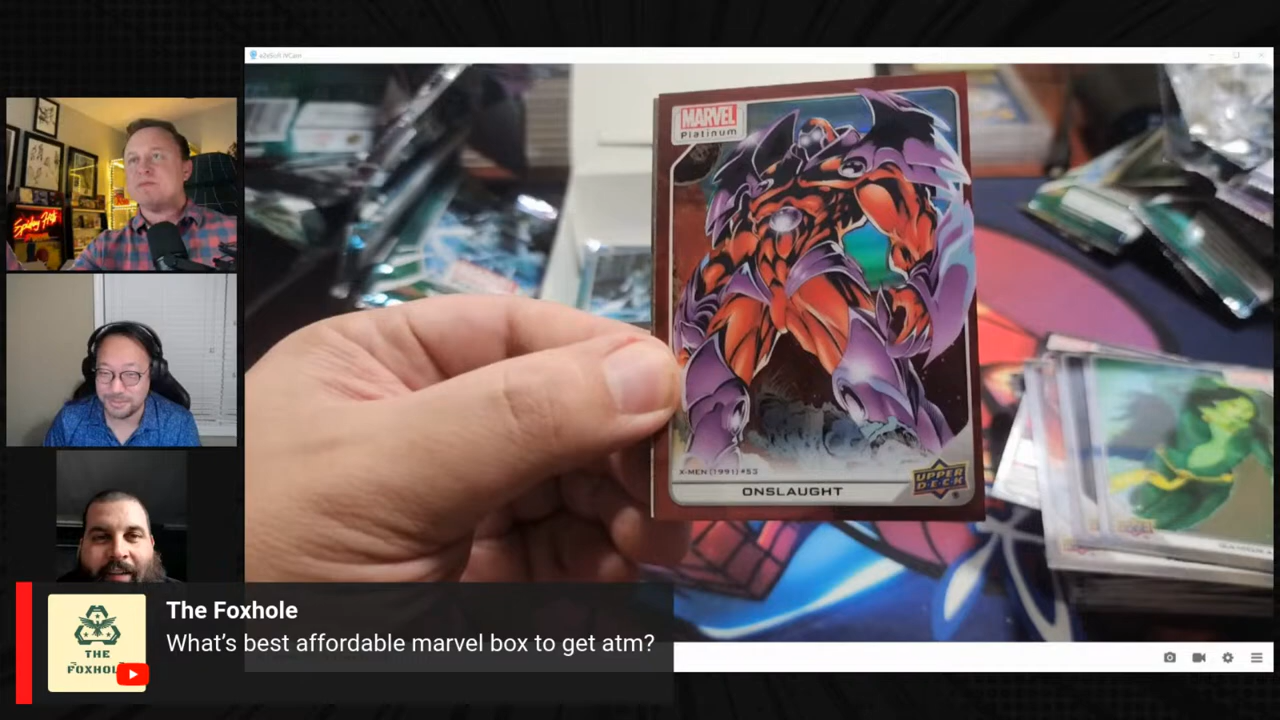 MARVEL
Platinum
X-MEN (1991) #53
ONSLAUGHT
UPPER
DECK
The Foxhole
What's best affordable marvel box to get atm?
THE